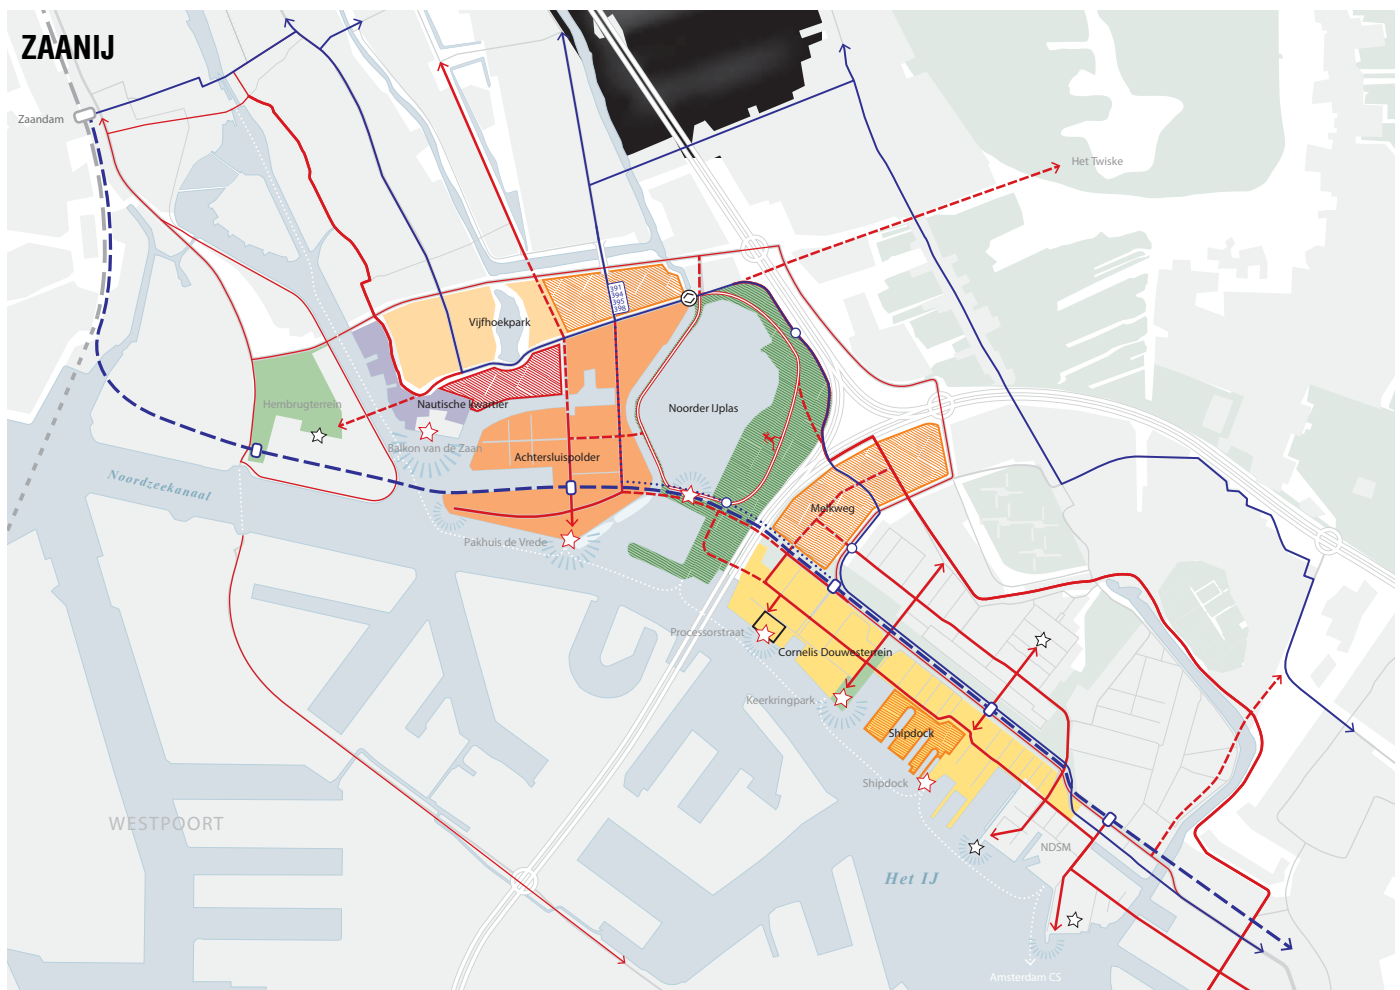 ZAANIJ
Zaandam
Het Twiske
391
394
395
398
Vijfhoekpark
Hembrugterrein
Nautische kwartier
Noorder IJplas
Balkon van de Zaan
Achtersluispolder
Noordzeekanaal
Melkweg
Pakhuis de Vrede
Processorstraat
Cornelis Douwesterrein
Keerkringpark
Shipdock
Shipdock
WESTPOORT
NDSM
Het IJ
Amsterdam CS